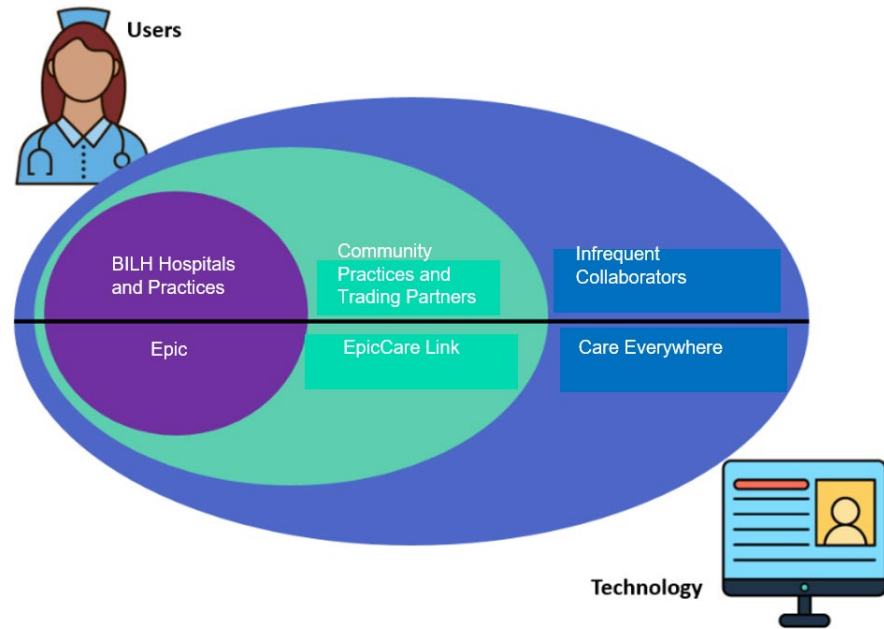 Users
BILH Hospitals
and Practices
Community
Practices and
Trading Partners
Infrequent
Collaborators
Epic
EpicCare Link
Care Everywhere
Technology